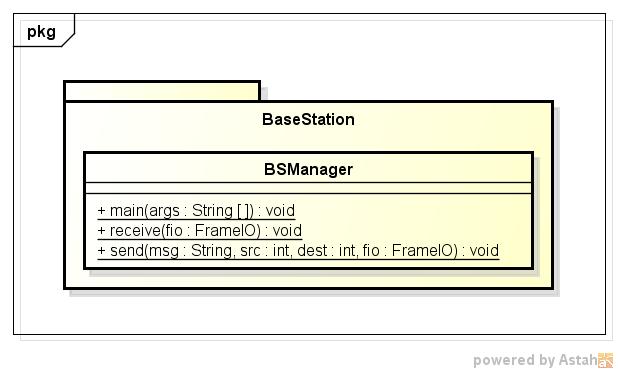 pkg
BaseStation
BSManager
+ main(args : String [ ]) : void
+ receive(fio : FrameIO) : void
+ send(msg : String, src : int, dest : int, fio : FrameIO) : void
powered by Astah